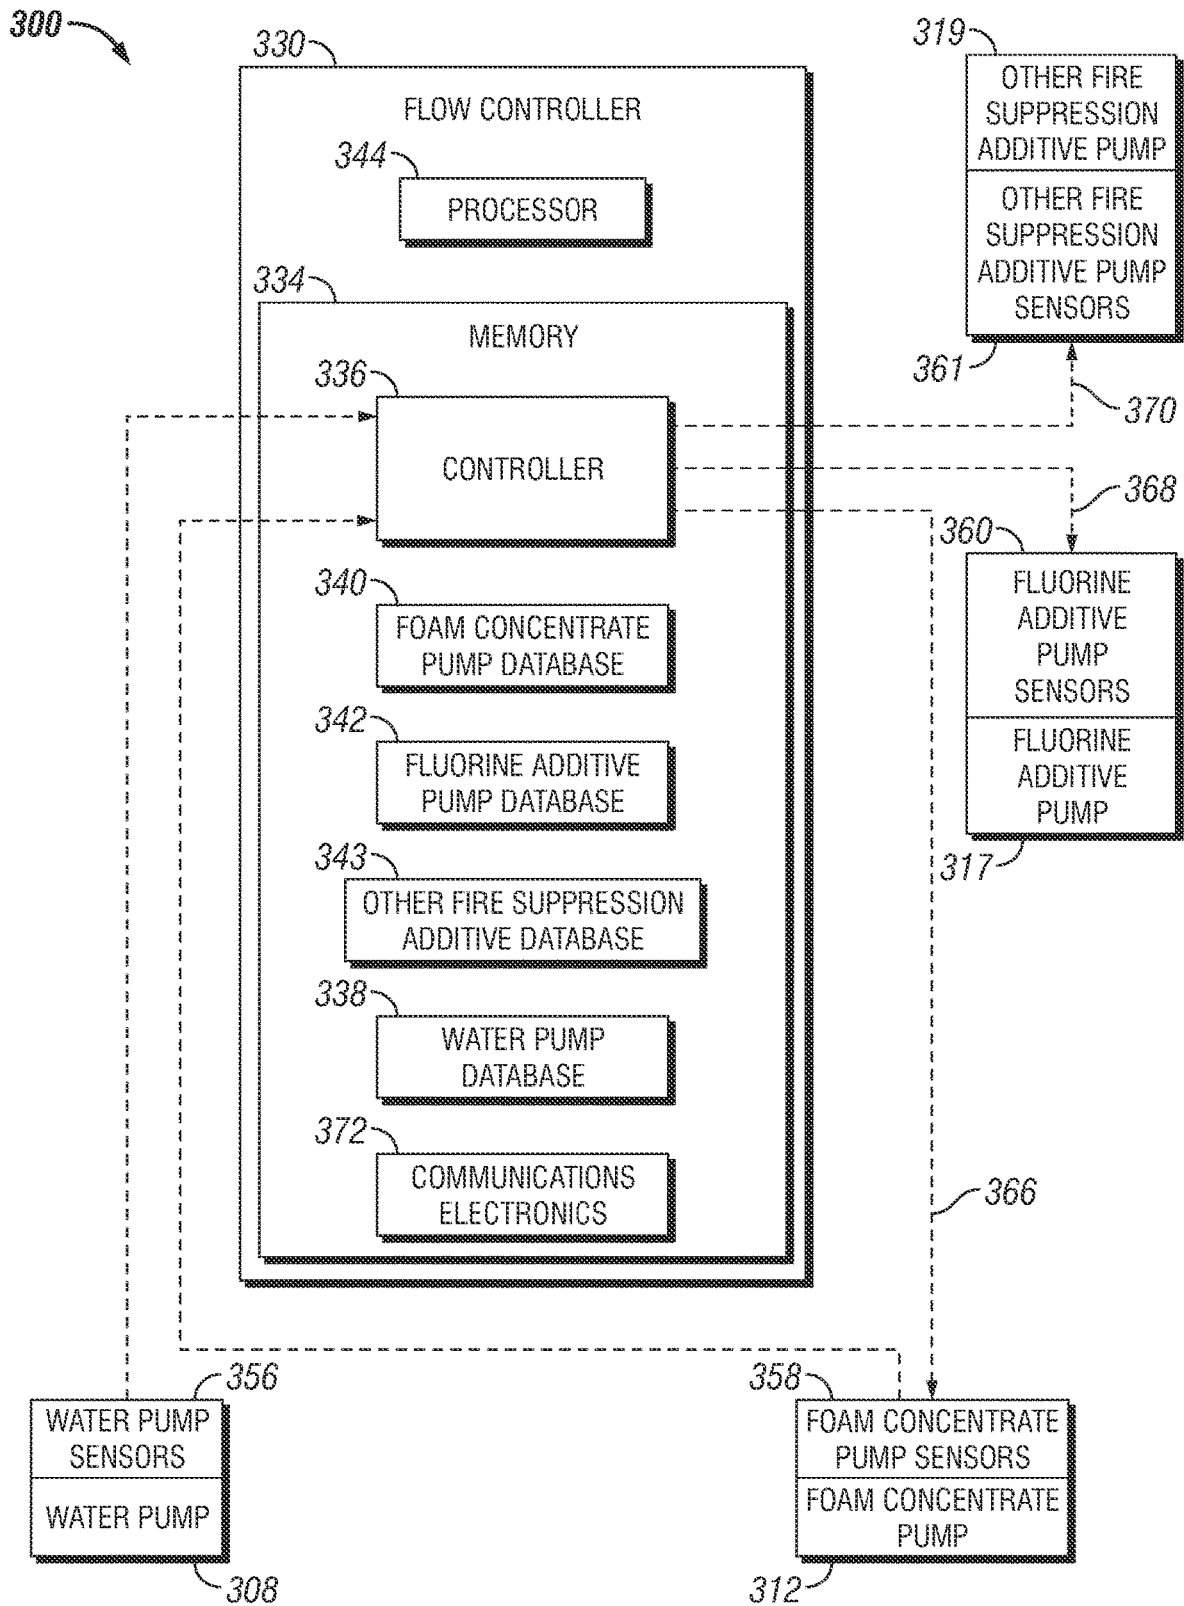 300
330
FLOW CONTROLLER
344
PROCESSOR
334
MEMORY
336
CONTROLLER
340
FOAM CONCENTRATE
PUMP DATABASE
342
FLUORINE ADDITIVE
PUMP DATABASE
343
OTHER FIRE SUPPRESSION
ADDITIVE DATABASE
338
WATER PUMP
DATABASE
372
COMMUNICATIONS
ELECTRONICS
319
OTHER FIRE
SUPPRESSION
ADDITIVE PUMP
OTHER FIRE
SUPPRESSION
ADDITIVE PUMP
SENSORS
361
370
368
360
FLUORINE
ADDITIVE
PUMP
SENSORS
FLUORINE
ADDITIVE
PUMP
317
366
356
WATER PUMP
SENSORS
WATER PUMP
308
358
FOAM CONCENTRATE
PUMP SENSORS
FOAM CONCENTRATE
PUMP
312